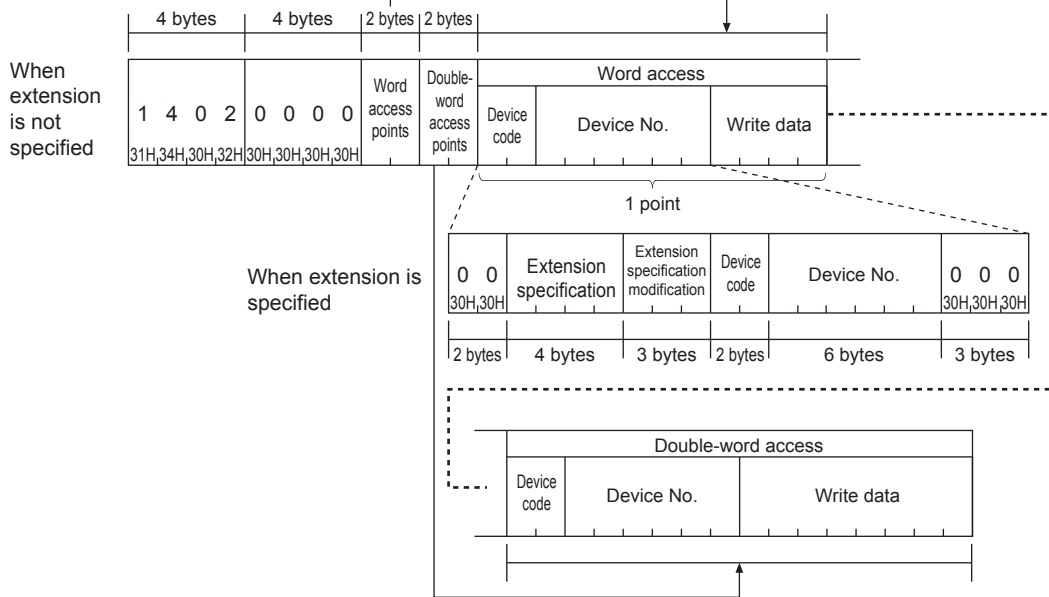 4 bytes 4 bytes 2 bytes 2 bytes
When
extension
is not
specified
Word access
1 4 0 2 0 0 0 0
31H,34H,30H,32H 30H,30H,30H,30H
Word
access
points
Double-
word
access
points
Device
code
Device No.
Write data
1 point
When extension is
specified
0 0
30H,30H
Extension
specification
Extension
specification
modification
Device
code
Device No.
0 0 0
30H,30H,30H
2 bytes 4 bytes 3 bytes 2 bytes 6 bytes 3 bytes
Double-word access
Device
code
Device No.
Write data